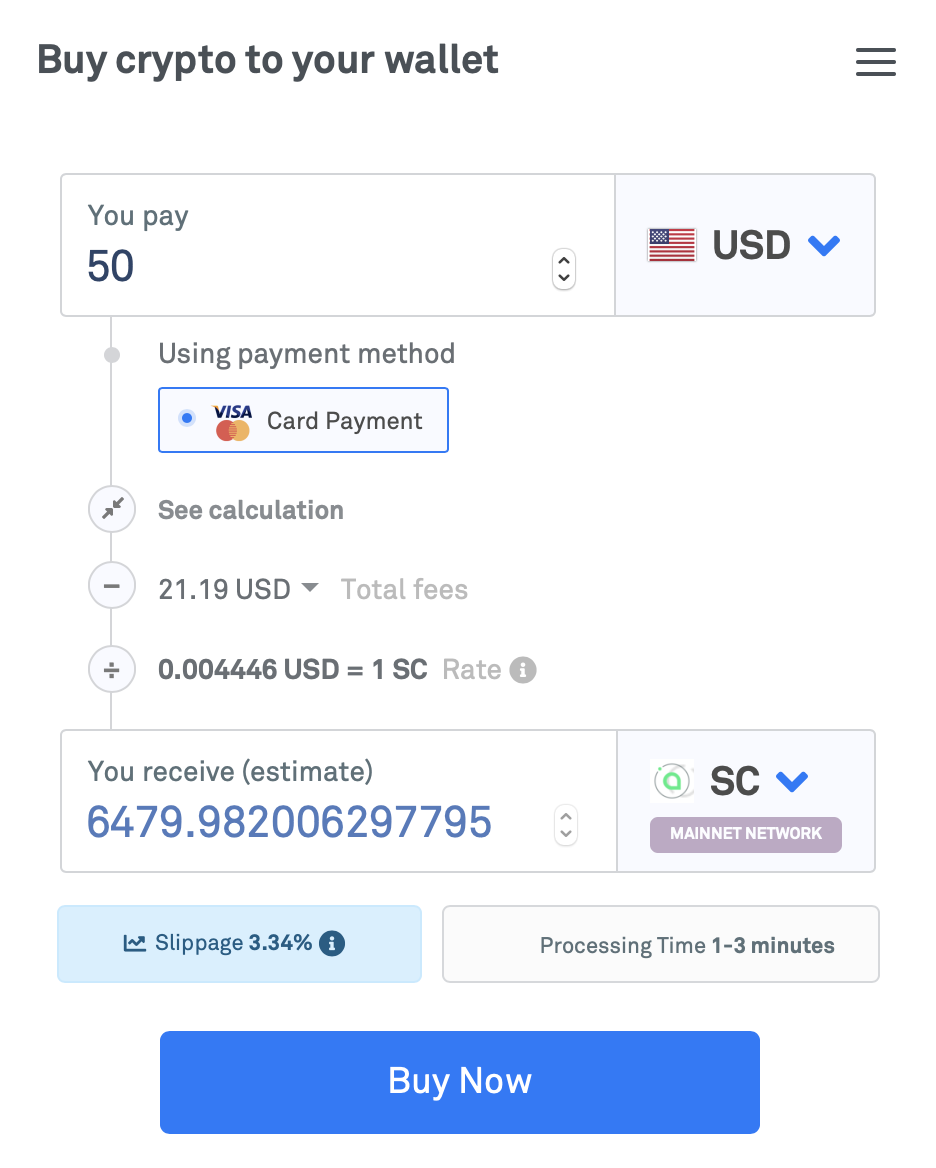 Buy crypto to your wallet
You pay
50
USD
Using payment method
VISA Card Payment
See calculation
21.19 USD Total fees
0.004446 USD = 1 SC Rate
You receive (estimate)
6479.982006297795
SC
MAINNET NETWORK
Slippage 3.34%
Processing Time 1-3 minutes
Buy Now